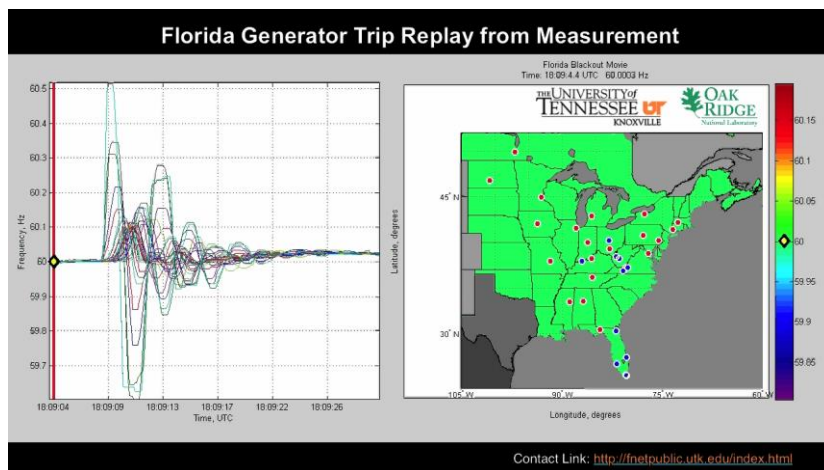 Florida Generator Trip Replay from Measurement
Florida Blackout Movie
Time: 18:09:4.4 UTC 60.0003 Hz
THE UNIVERSITY of
TENNESSEE UT
KNOXVILLE
OAK
RIDGE
National Laboratory
60.5
60.4
60.3
60.2
60.1
60
59.9
59.8
59.7
Frequency, Hz
18:09:04 18:09:09 18:09:13 18:09:17 18:09:22 18:09:26
Time, UTC
Latitude, degrees
45°N
30°N
105°W 90°W 75°W 60°W
Longitude, degrees
60.15
60.1
60.05
60
59.95
59.9
59.85
Contact Link: http://fnetpublic.utk.edu/index.html